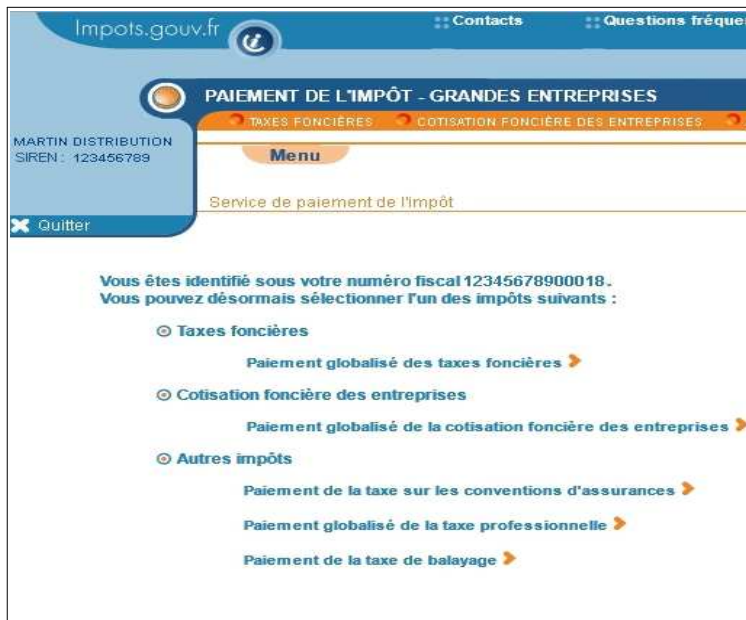 Impots.gouv.fr
Contacts
Questions
PAIEMENT DE L'IMPÔT - GRANDES ENTREPRISES
TAXES FONCIÈRES
COTISATION FONCIÈRE DES ENTREPRISES
MARTIN DISTRIBUTION
SIREN : 123456789
Menu
Service de paiement de l'impôt
Quitter
Vous êtes identifié sous votre numéro fiscal 12345678900018.
Vous pouvez désormais sélectionner l'un des impôts suivants :
Taxes foncières
Paiement globalisé des taxes foncières
Cotisation foncière des entreprises
Paiement globalisé de la cotisation foncière des entreprises
Autres impôts
Paiement de la taxe sur les conventions d'assurances
Paiement globalisé de la taxe professionnelle
Paiement de la taxe de balayage